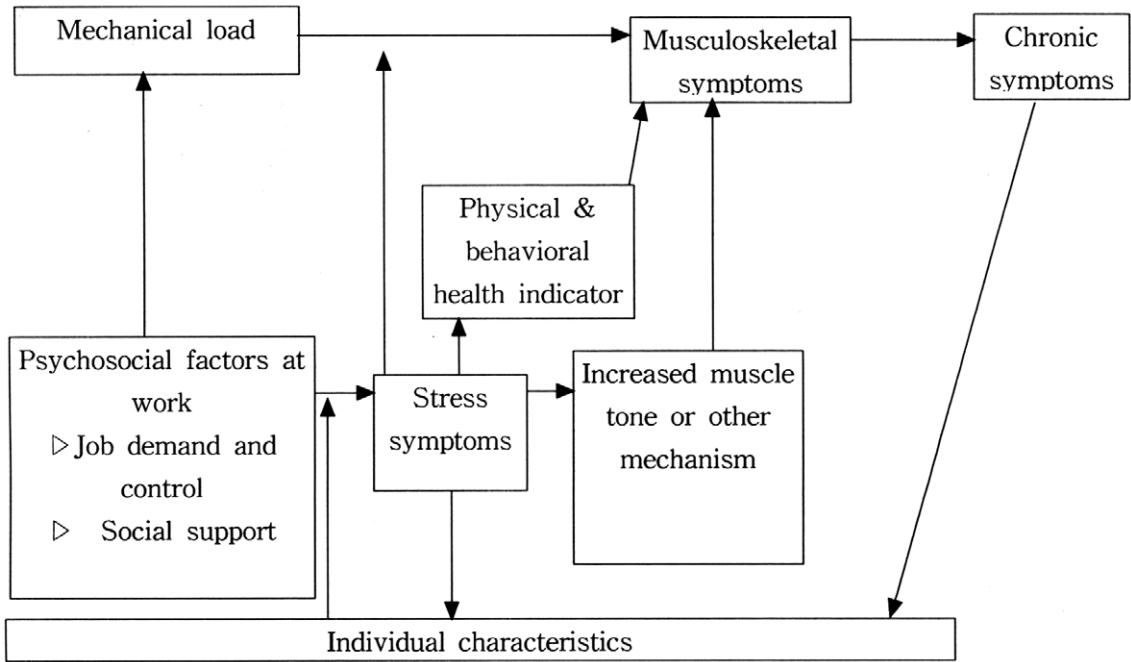 Mechanical load
Musculoskeletal
symptoms
Chronic
symptoms
Physical &
behavioral
health indicator
Psychosocial factors at
work
▷ Job demand and
control
▷ Social support
Stress
symptoms
Increased muscle
tone or other
mechanism
Individual characteristics